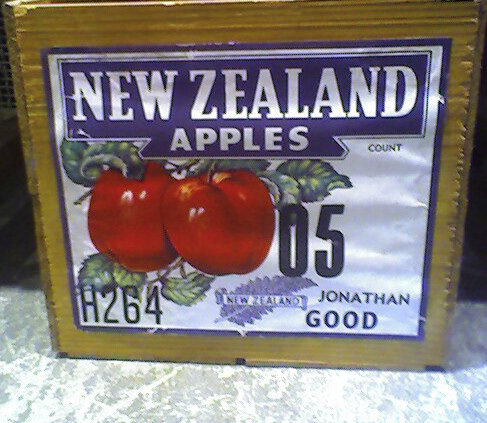 NEW ZEALAND
APPLES
COUNT
05
H264
NEW ZEALAND
JONATHAN
GOOD